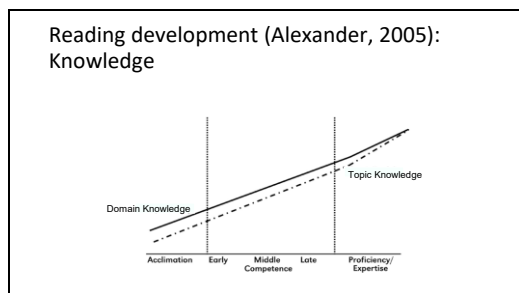 Reading development (Alexander, 2005):
Knowledge
Topic Knowledge
Domain Knowledge
Acclimation Early Middle Late Proficiency/
Competence Expertise